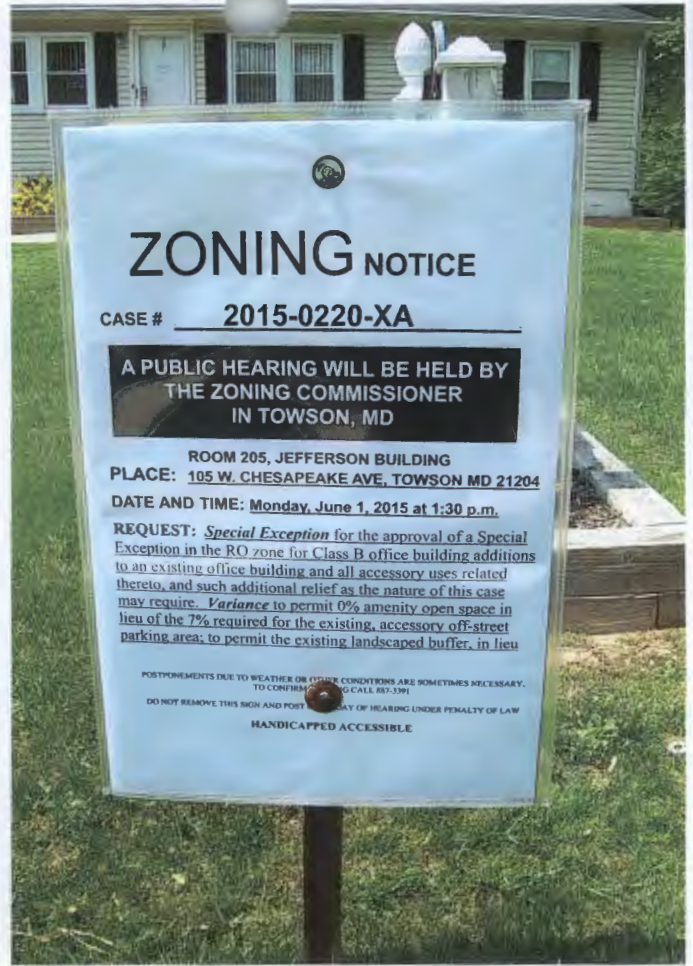 ZONING NOTICE
CASE # 2015-0220-XA
A PUBLIC HEARING WILL BE HELD BY
THE ZONING COMMISSIONER
IN TOWSON, MD
ROOM 205, JEFFERSON BUILDING
PLACE: 105 W. CHESAPEAKE AVE, TOWSON MD 21204
DATE AND TIME: Monday, June 1, 2015 at 1:30 p.m.
REQUEST: Special Exception for the approval of a Special
Exception in the RO zone for Class B office building additions
to an existing office building and all accessory uses related
thereto, and such additional relief as the nature of this case
may require. Variance to permit 0% amenity open space in
lieu of the 7% required for the existing, accessory off-street
parking area; to permit the existing landscaped buffer, in lieu
POSTPONEMENTS DUE TO WEATHER OR OTHER CONDITIONS ARE SOMETIMES NECESSARY.
TO CONFIRM CALL 887-3391
DO NOT REMOVE THIS SIGN AND POST DAY OF HEARING UNDER PENALTY OF LAW
HANDICAPPED ACCESSIBLE